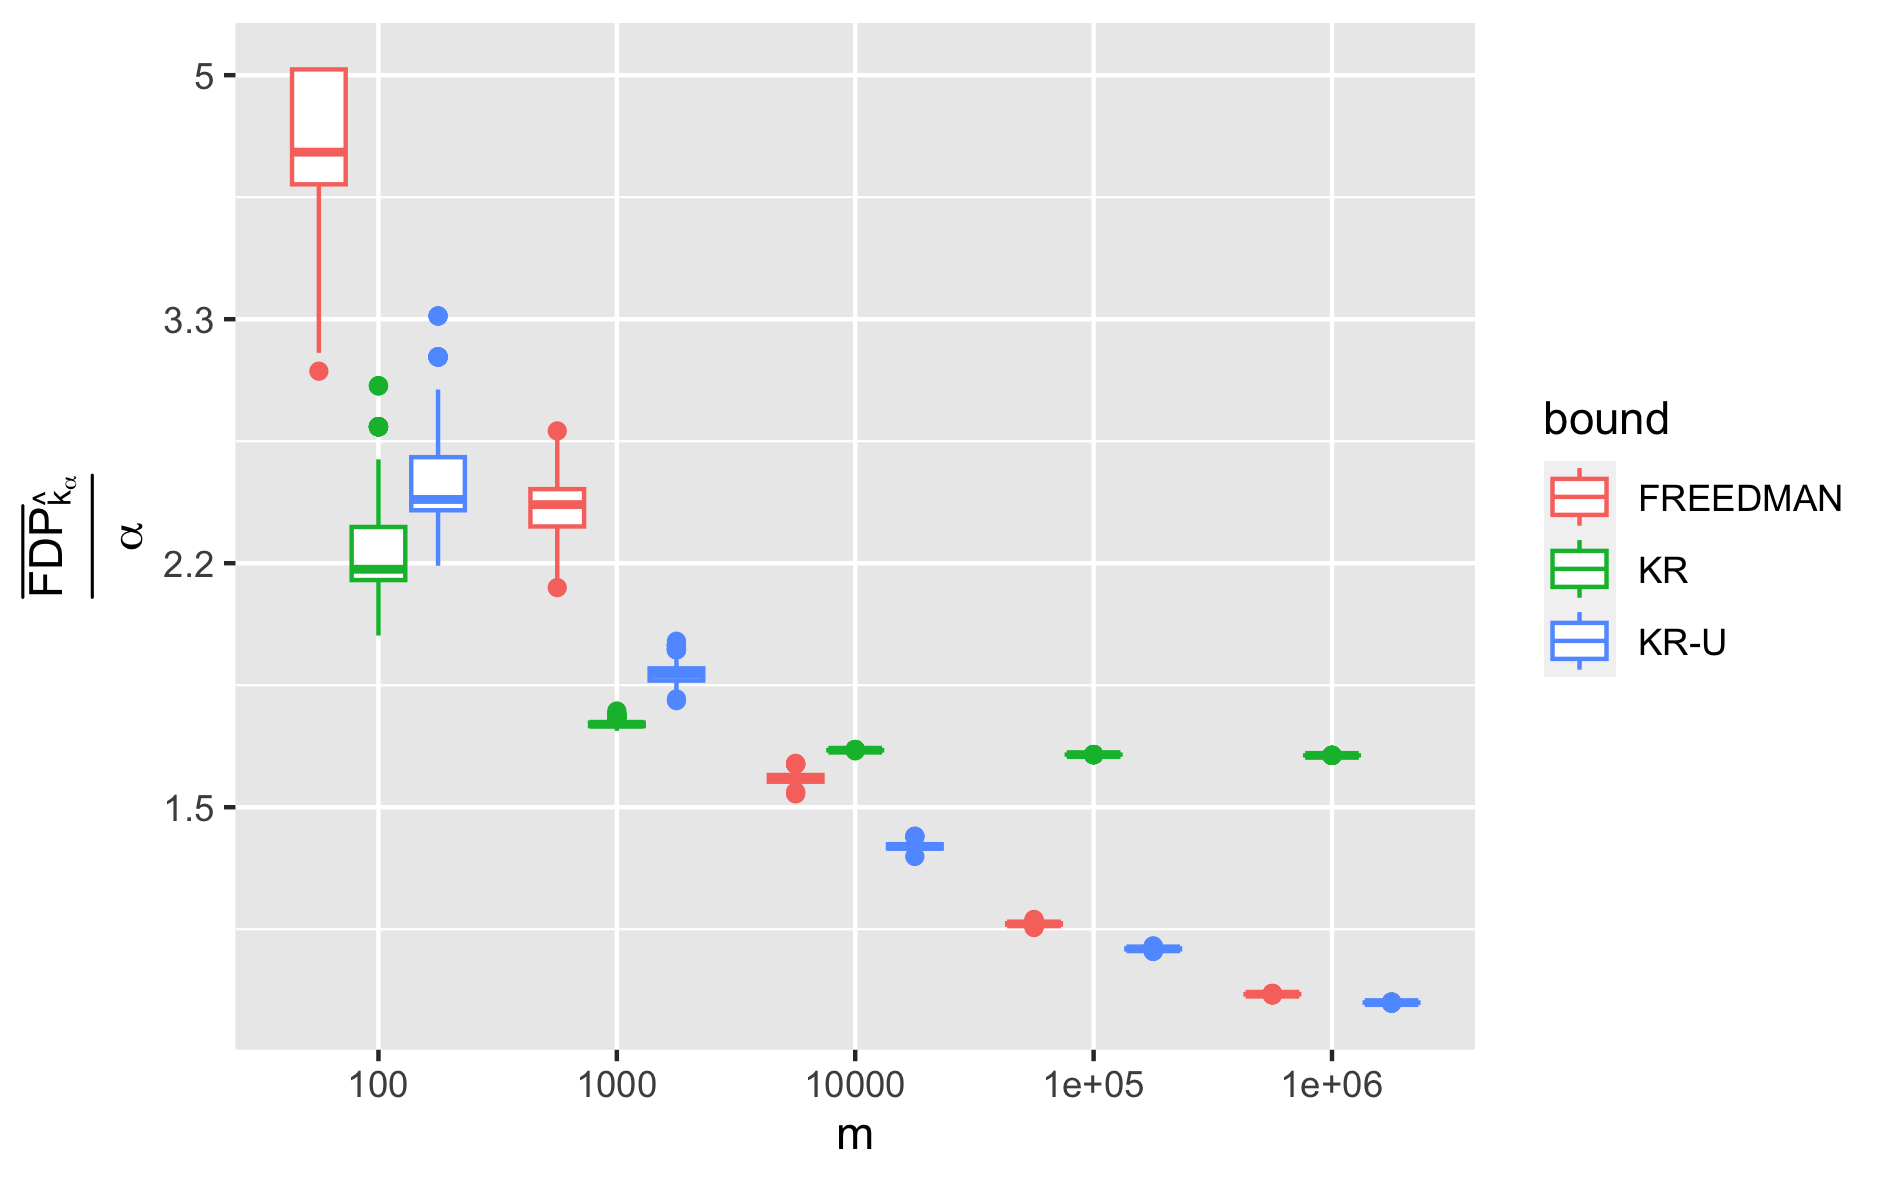 5
3.3
2.2
1.5
100
1000
10000
1e+05
1e+06
m
FDP k̂α
α
bound
FREEDMAN
KR
KR-U